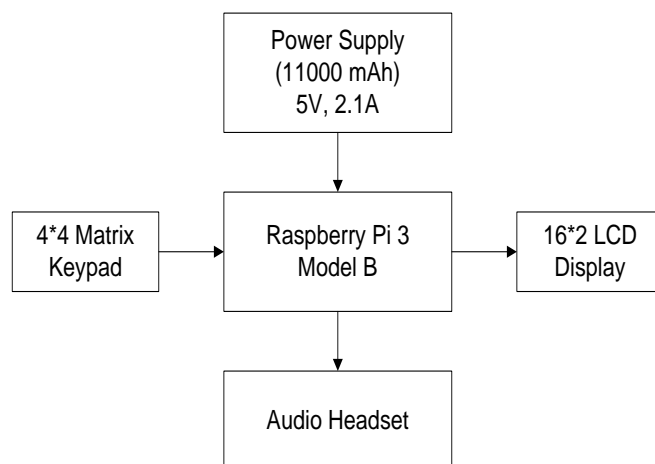 Power Supply
(11000 mAh)
5V, 2.1A
4*4 Matrix
Keypad
Raspberry Pi 3
Model B
16*2 LCD
Display
Audio Headset